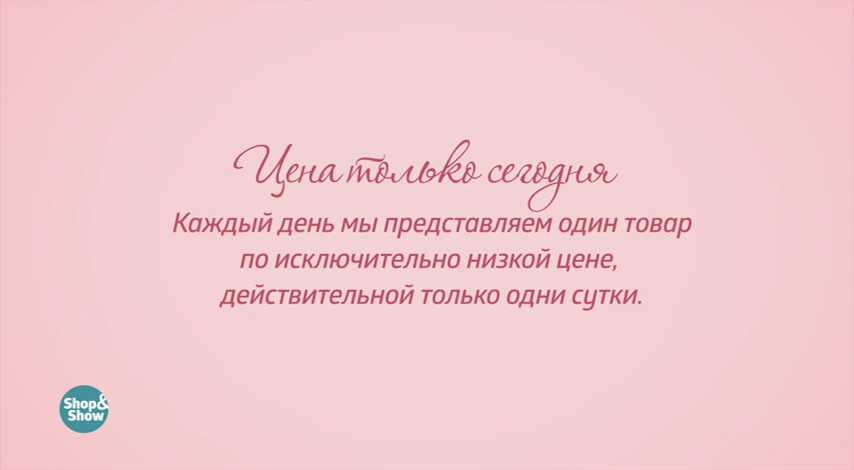 Цена только сегодня
Каждый день мы представляем один товар
по исключительно низкой цене,
действительной только одни сутки.
Shop&
Show